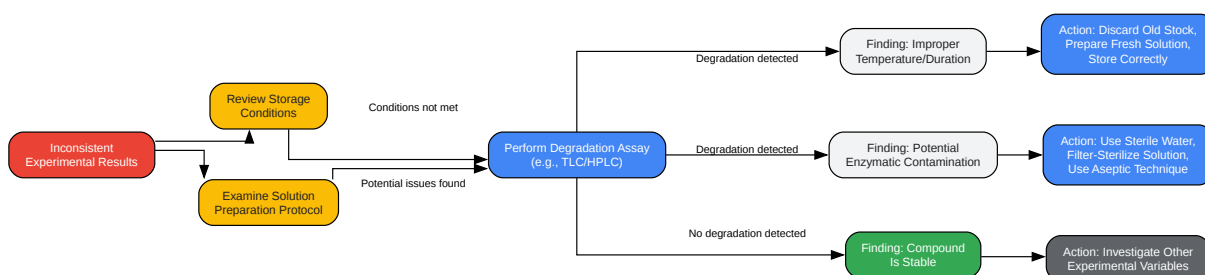 Inconsistent
Experimental Results
Review Storage
Conditions
Examine Solution
Preparation Protocol
Conditions not met
Potential issues found
Perform Degradation Assay
(e.g., TLC/HPLC)
Degradation detected
Degradation detected
No degradation detected
Finding: Improper
Temperature/Duration
Finding: Potential
Enzymatic Contamination
Finding: Compound
Is Stable
Action: Discard Old Stock,
Prepare Fresh Solution,
Store Correctly
Action: Use Sterile Water,
Filter-Sterilize Solution,
Use Aseptic Technique
Action: Investigate Other
Experimental Variables